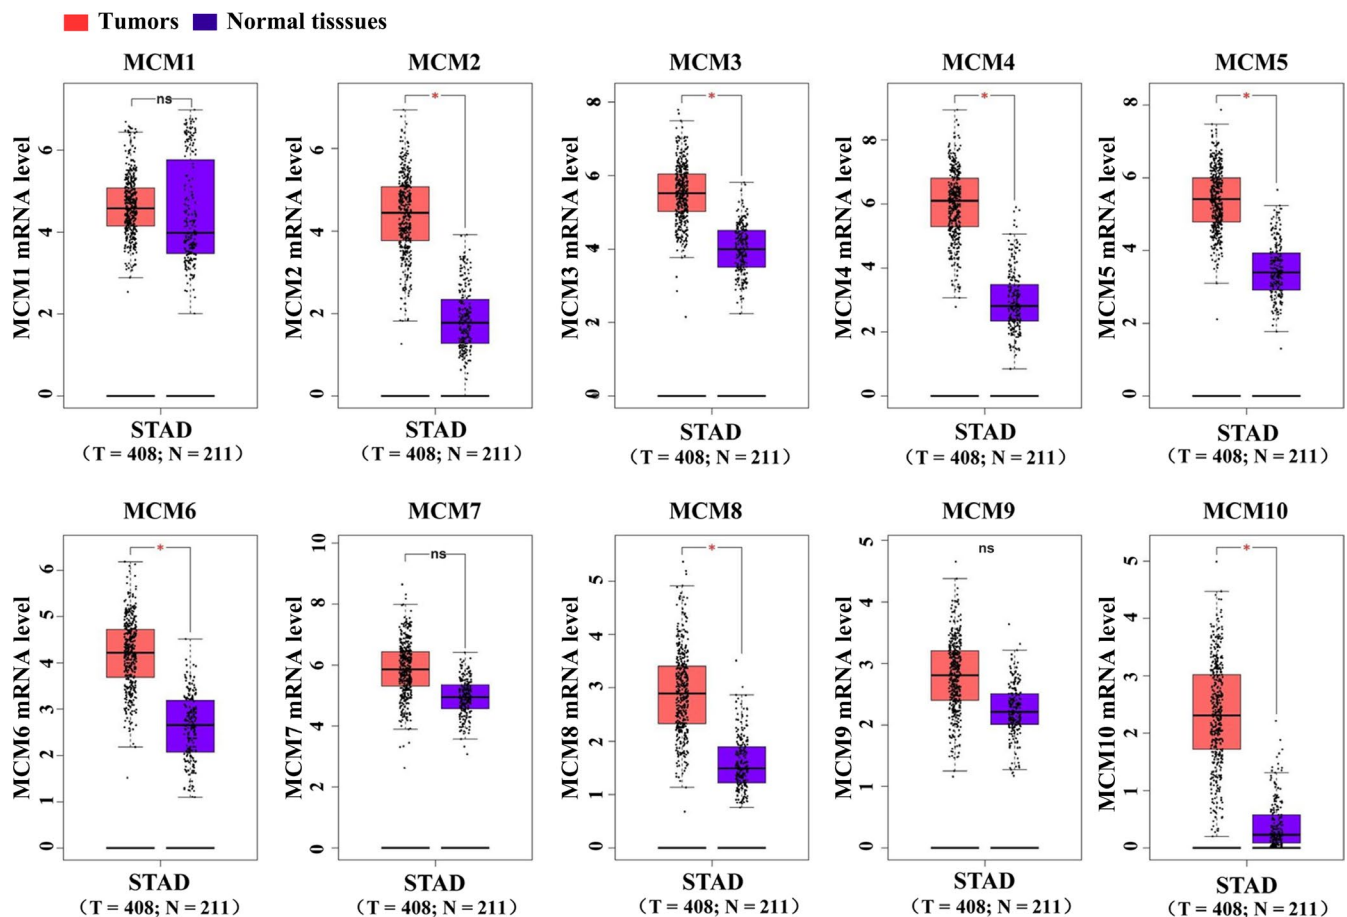 Tumors Normal tisssues
MCM1 MCM2 MCM3 MCM4 MCM5
MCM1 mRNA level
0 2 4 6
ns
STAD
（T = 408; N = 211）
MCM2 mRNA level
0 2 4 6
*
STAD
（T = 408; N = 211）
MCM3 mRNA level
0 2 4 6 8
*
STAD
（T = 408; N = 211）
MCM4 mRNA level
0 2 4 6 8
*
STAD
（T = 408; N = 211）
MCM5 mRNA level
0 2 4 6 8
*
STAD
（T = 408; N = 211）
MCM6 MCM7 MCM8 MCM9 MCM10
MCM6 mRNA level
0 1 2 3 4 5 6
*
STAD
（T = 408; N = 211）
MCM7 mRNA level
0 2 4 6 8 10
ns
STAD
（T = 408; N = 211）
MCM8 mRNA level
0 1 2 3 4 5
*
STAD
（T = 408; N = 211）
MCM9 mRNA level
0 1 2 3 4 5
ns
STAD
（T = 408; N = 211）
MCM10 mRNA level
0 1 2 3 4 5
*
STAD
（T = 408; N = 211）